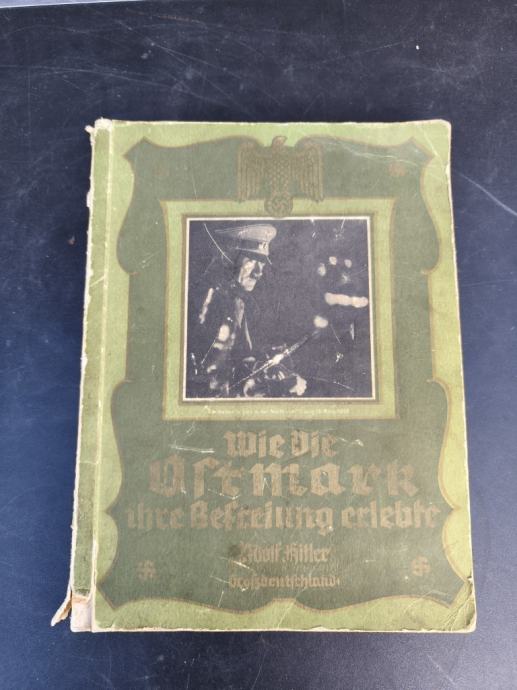 Wie die
Ostmark
ihre Befreiung erlebte
Adolf Hitler
Großdeutschland